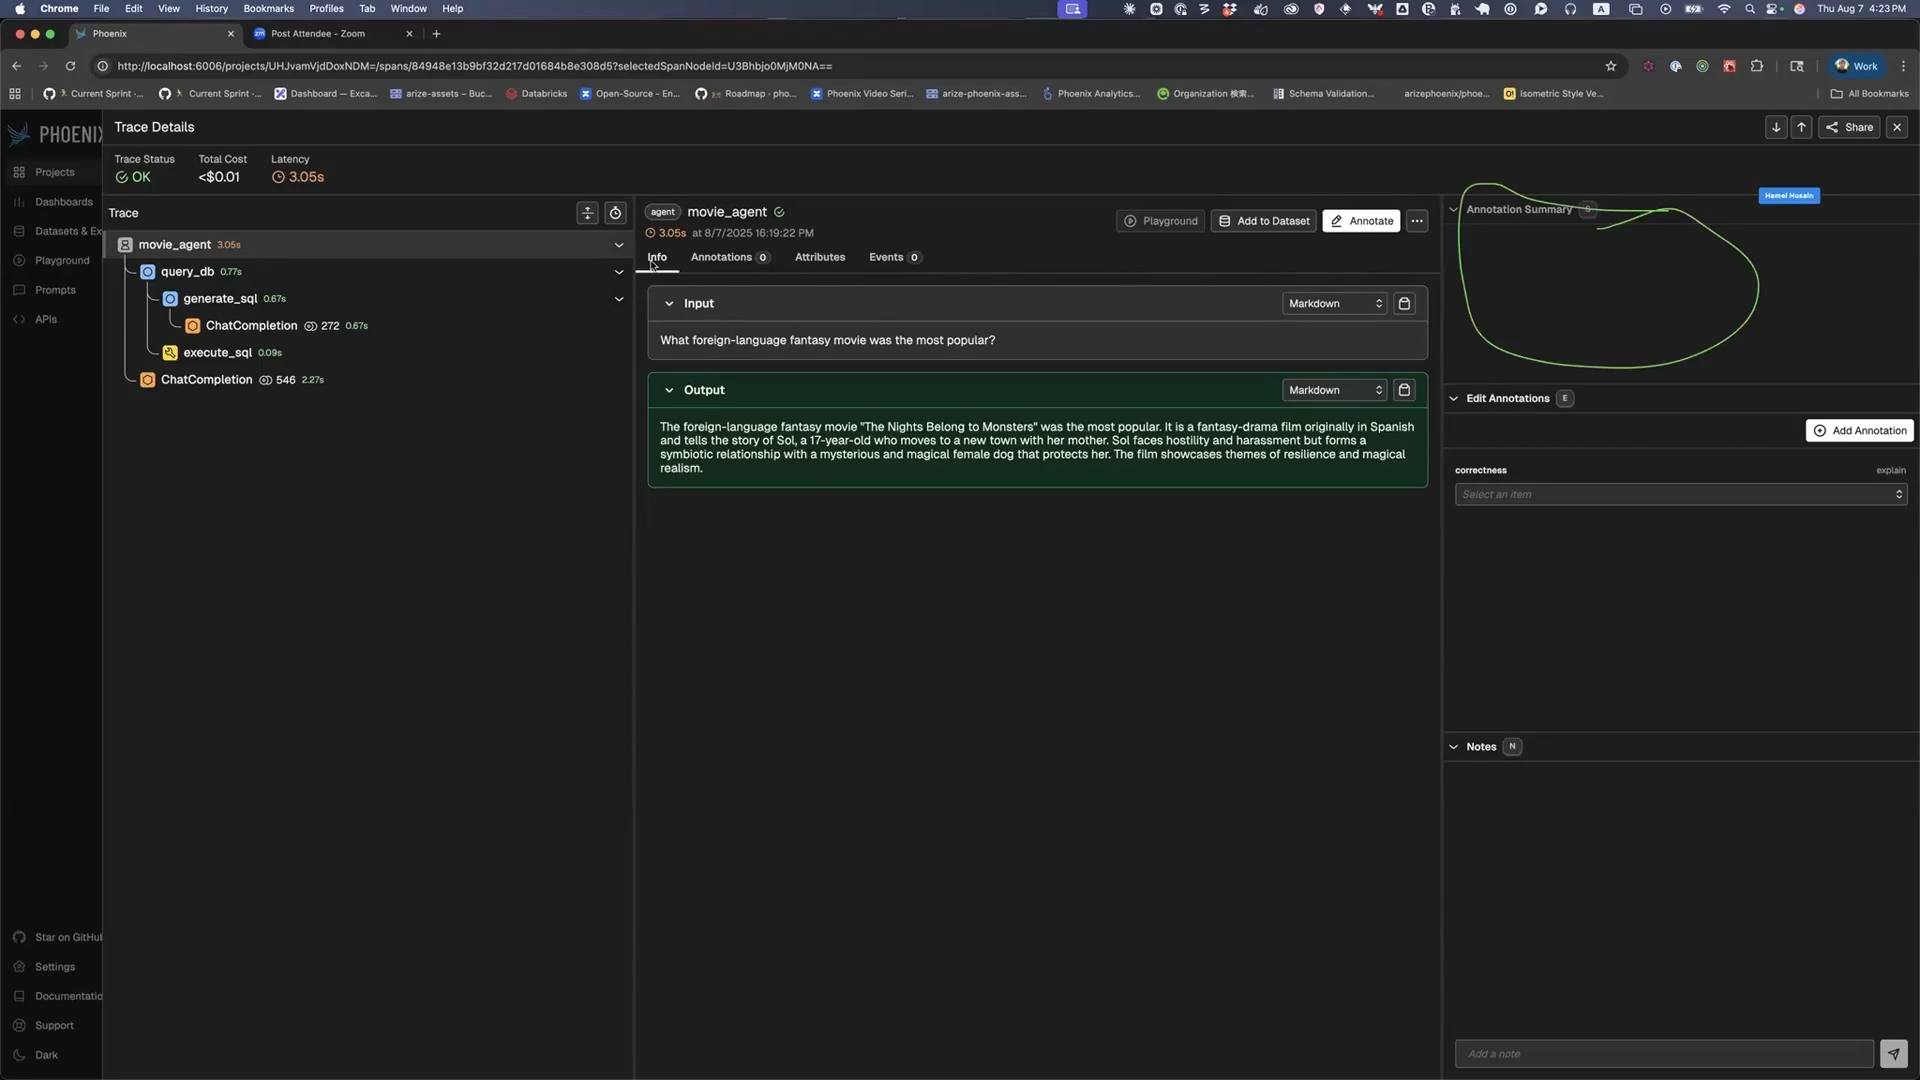 Chrome File Edit View History Bookmarks Profiles Tab Window Help Thu Aug 7 4:23 PM
Phoenix Post Attendee - Zoom
http://localhost:6006/projects/UHJvamVjdDoxNDM=/spans/84948e13b9bf32d217d01684b8e308d5?selectedSpanNodeId=U3Bhbjo0MjM0NA== Work
Current Sprint -... Current Sprint -... Dashboard — Exca... arize-assets – Buc... Databricks Open-Source - En... Roadmap · pho... Phoenix Video Seri... arize-phoenix-ass... Phoenix Analytics... Organization 検索... Schema Validation... arizephoenix/phoe... Isometric Style Ve... All Bookmarks
PHOENIX
Trace Details
Share
Trace Status Total Cost Latency
OK <$0.01 3.05s
Projects
Dashboards
Datasets & Ex
Playground
Prompts
APIs
Star on GitHub
Settings
Documentatio
Support
Dark
Trace
movie_agent 3.05s
query_db 0.77s
generate_sql 0.67s
ChatCompletion 272 0.67s
execute_sql 0.09s
ChatCompletion 546 2.27s
agent movie_agent
3.05s at 8/7/2025 16:19:22 PM
Playground Add to Dataset Annotate
Info Annotations 0 Attributes Events 0
Input Markdown
What foreign-language fantasy movie was the most popular?
Output Markdown
The foreign-language fantasy movie "The Nights Belong to Monsters" was the most popular. It is a fantasy-drama film originally in Spanish
and tells the story of Sol, a 17-year-old who moves to a new town with her mother. Sol faces hostility and harassment but forms a
symbiotic relationship with a mysterious and magical female dog that protects her. The film showcases themes of resilience and magical
realism.
Hamel Husain
Annotation Summary S
Edit Annotations E
Add Annotation
correctness explain
Select an item
Notes N
Add a note